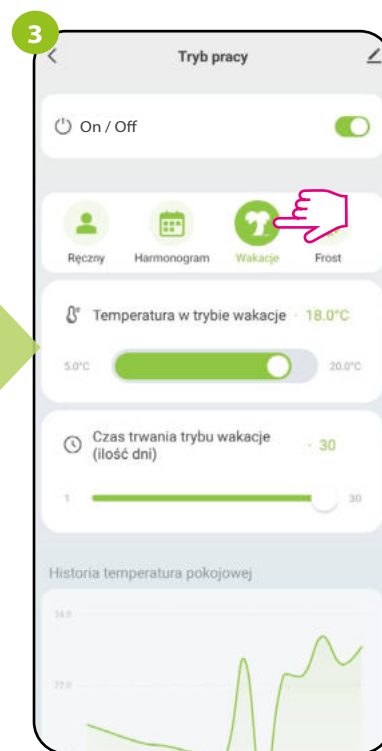 3
Tryb pracy
On / Off
Ręczny Harmonogram Wakacje Frost
Temperatura w trybie wakacje · 18.0°C
5.0°C 20.0°C
Czas trwania trybu wakacje
(ilość dni) · 30
1 30
Historia temperatura pokojowej
24.0
22.0